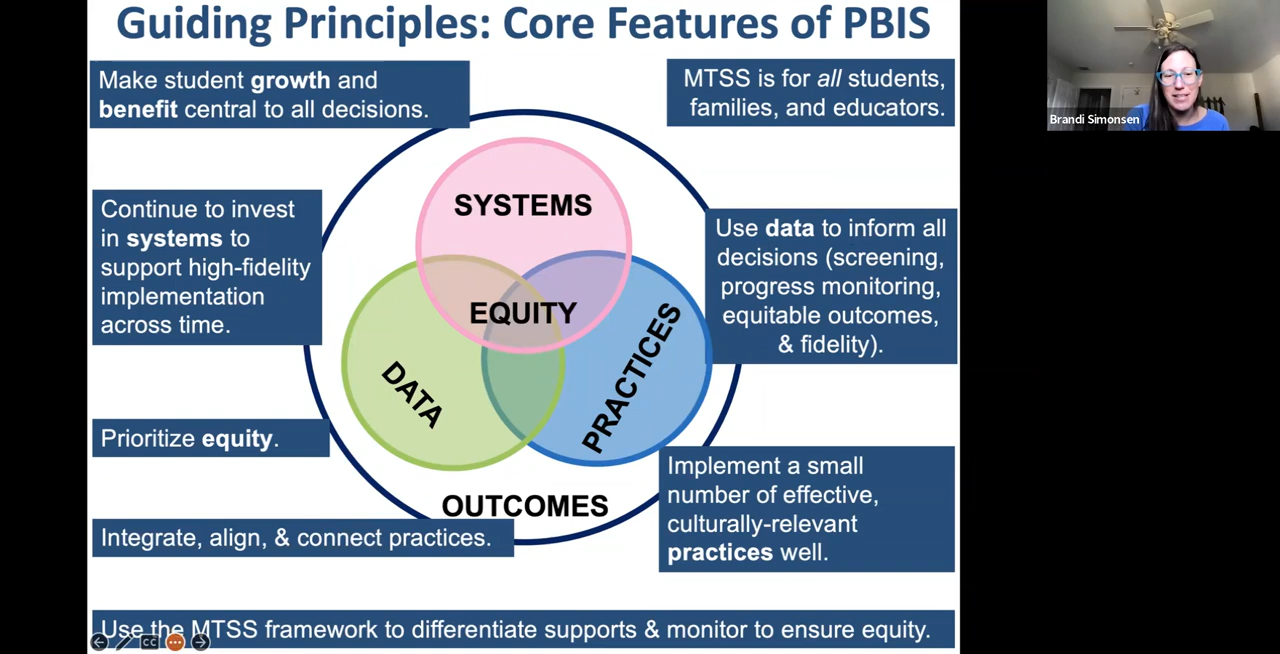 Guiding Principles: Core Features of PBIS
Make student growth and
benefit central to all decisions.
MTSS is for all students,
families, and educators.
Brandi Simonsen
Continue to invest
in systems to
support high-fidelity
implementation
across time.
SYSTEMS
EQUITY
DATA
PRACTICES
OUTCOMES
Use data to inform all
decisions (screening,
progress monitoring,
equitable outcomes,
& fidelity).
Prioritize equity.
Implement a small
number of effective,
culturally-relevant
practices well.
Integrate, align, & connect practices.
Use the MTSS framework to differentiate supports & monitor to ensure equity.
CC